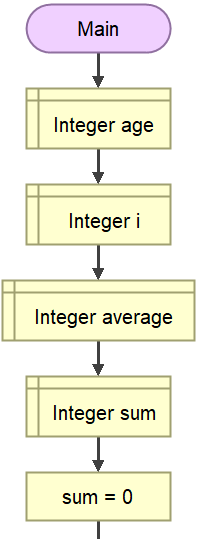 Main
Integer age
Integer i
Integer average
Integer sum
sum = 0